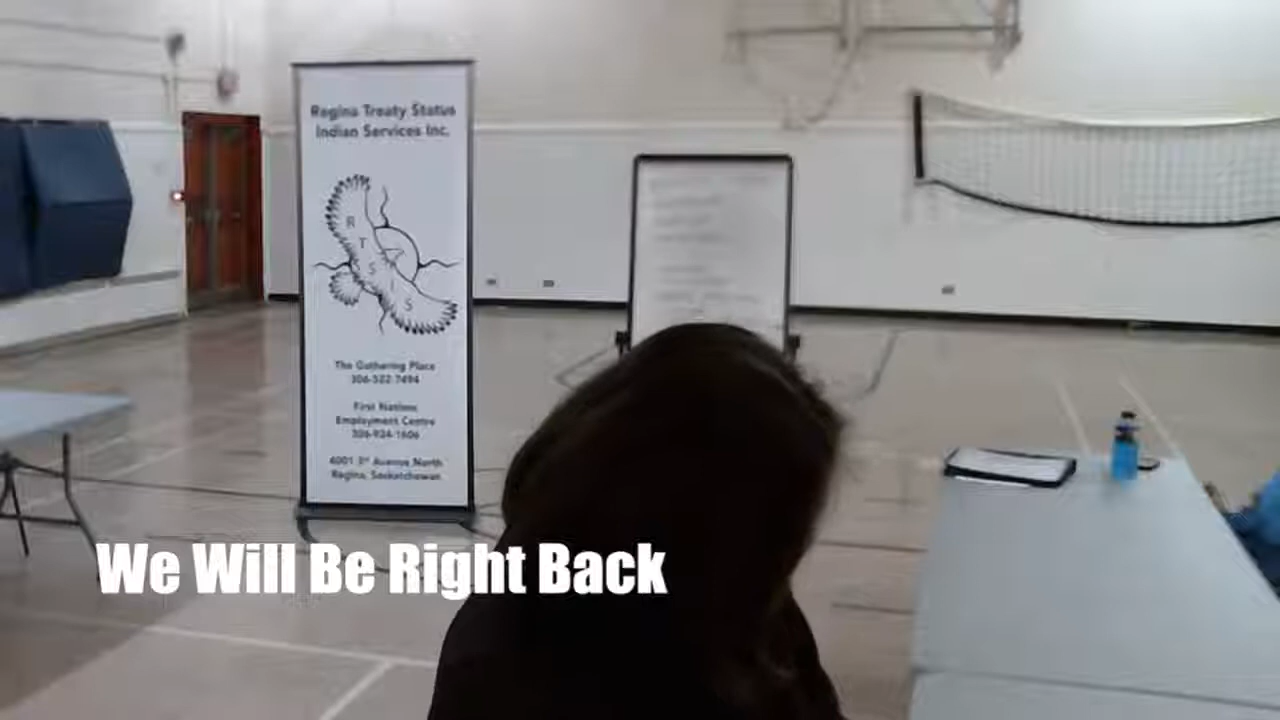 Regina Treaty Status
Indian Services Inc.
R
T
S
I
S
The Gathering Place
306-522-7494
First Nations
Employment Centre
306-924-1606
4001 3rd Avenue North
Regina, Saskatchewan
We Will Be Right Back